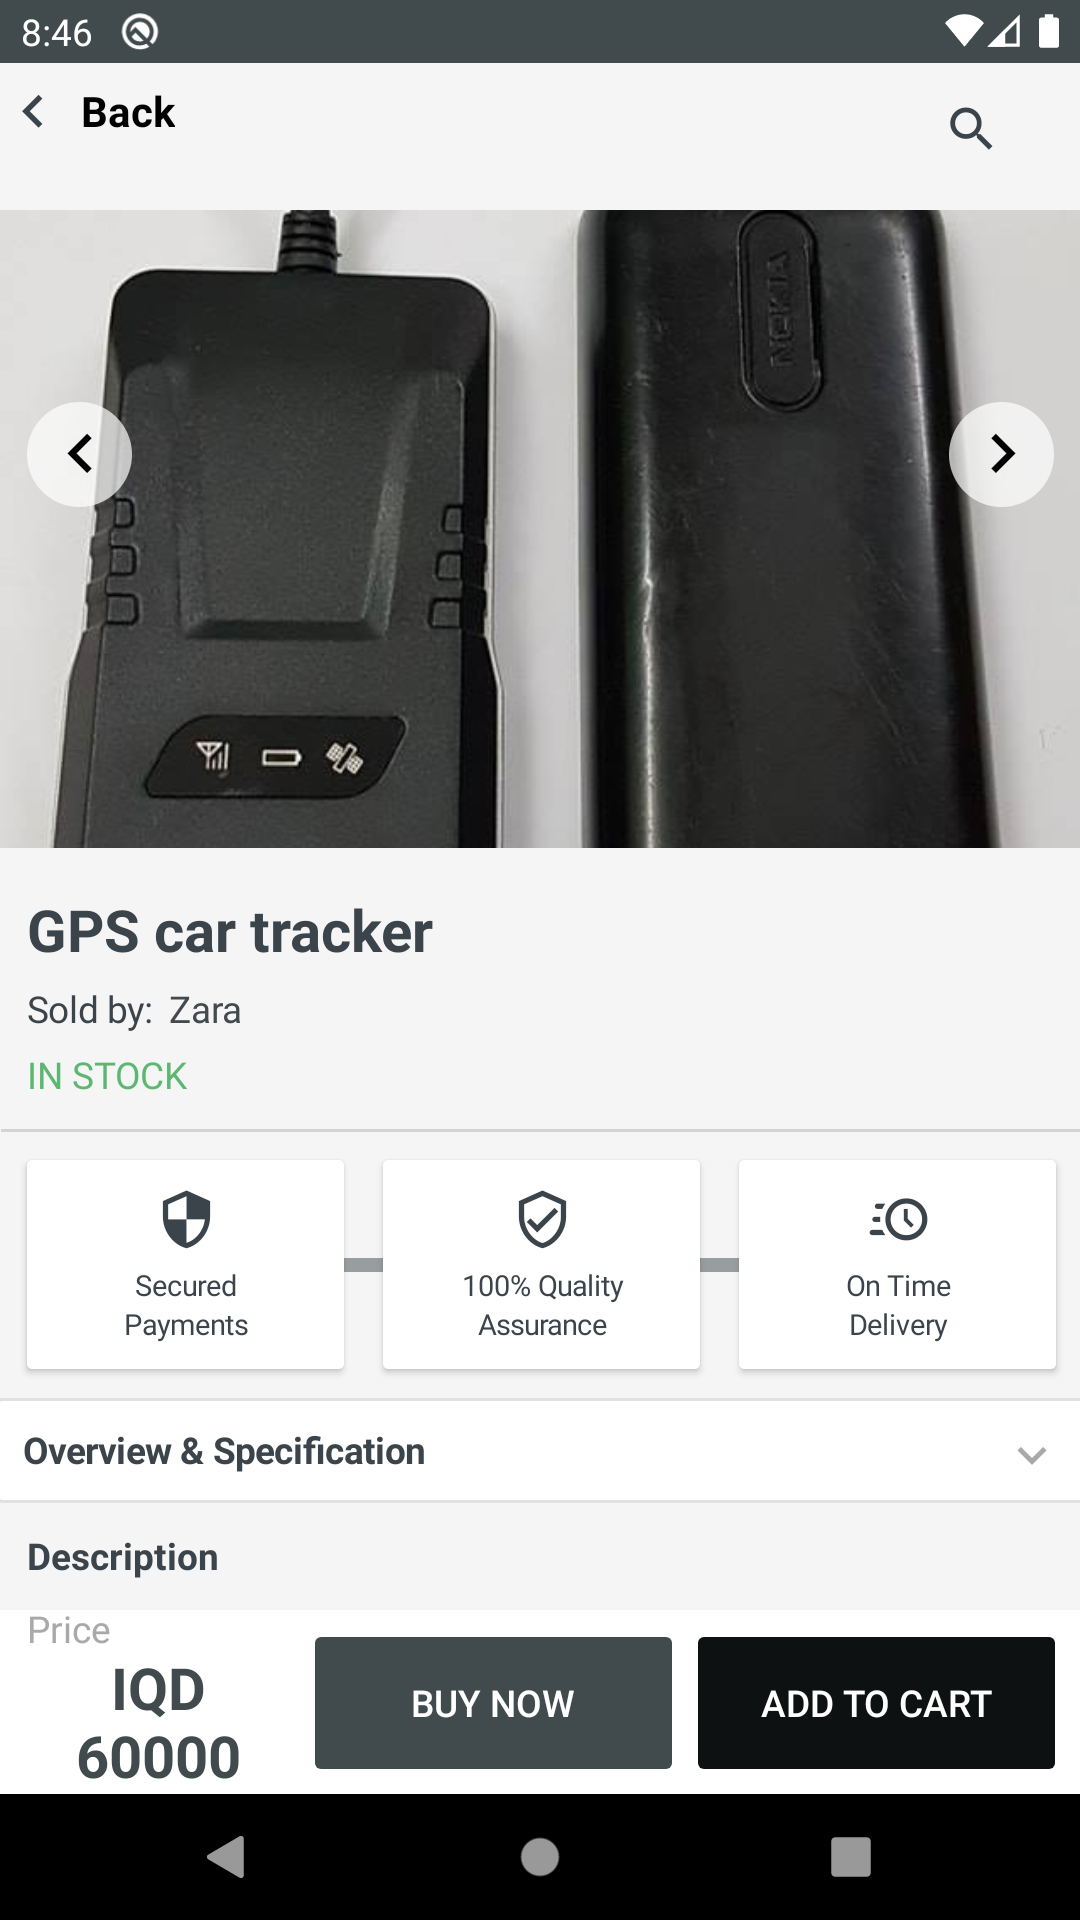 8:46
Back
NOKIA
GPS car tracker
Sold by: Zara
IN STOCK
Secured
Payments
100% Quality
Assurance
On Time
Delivery
Overview & Specification
Description
Price
IQD
60000
BUY NOW
ADD TO CART